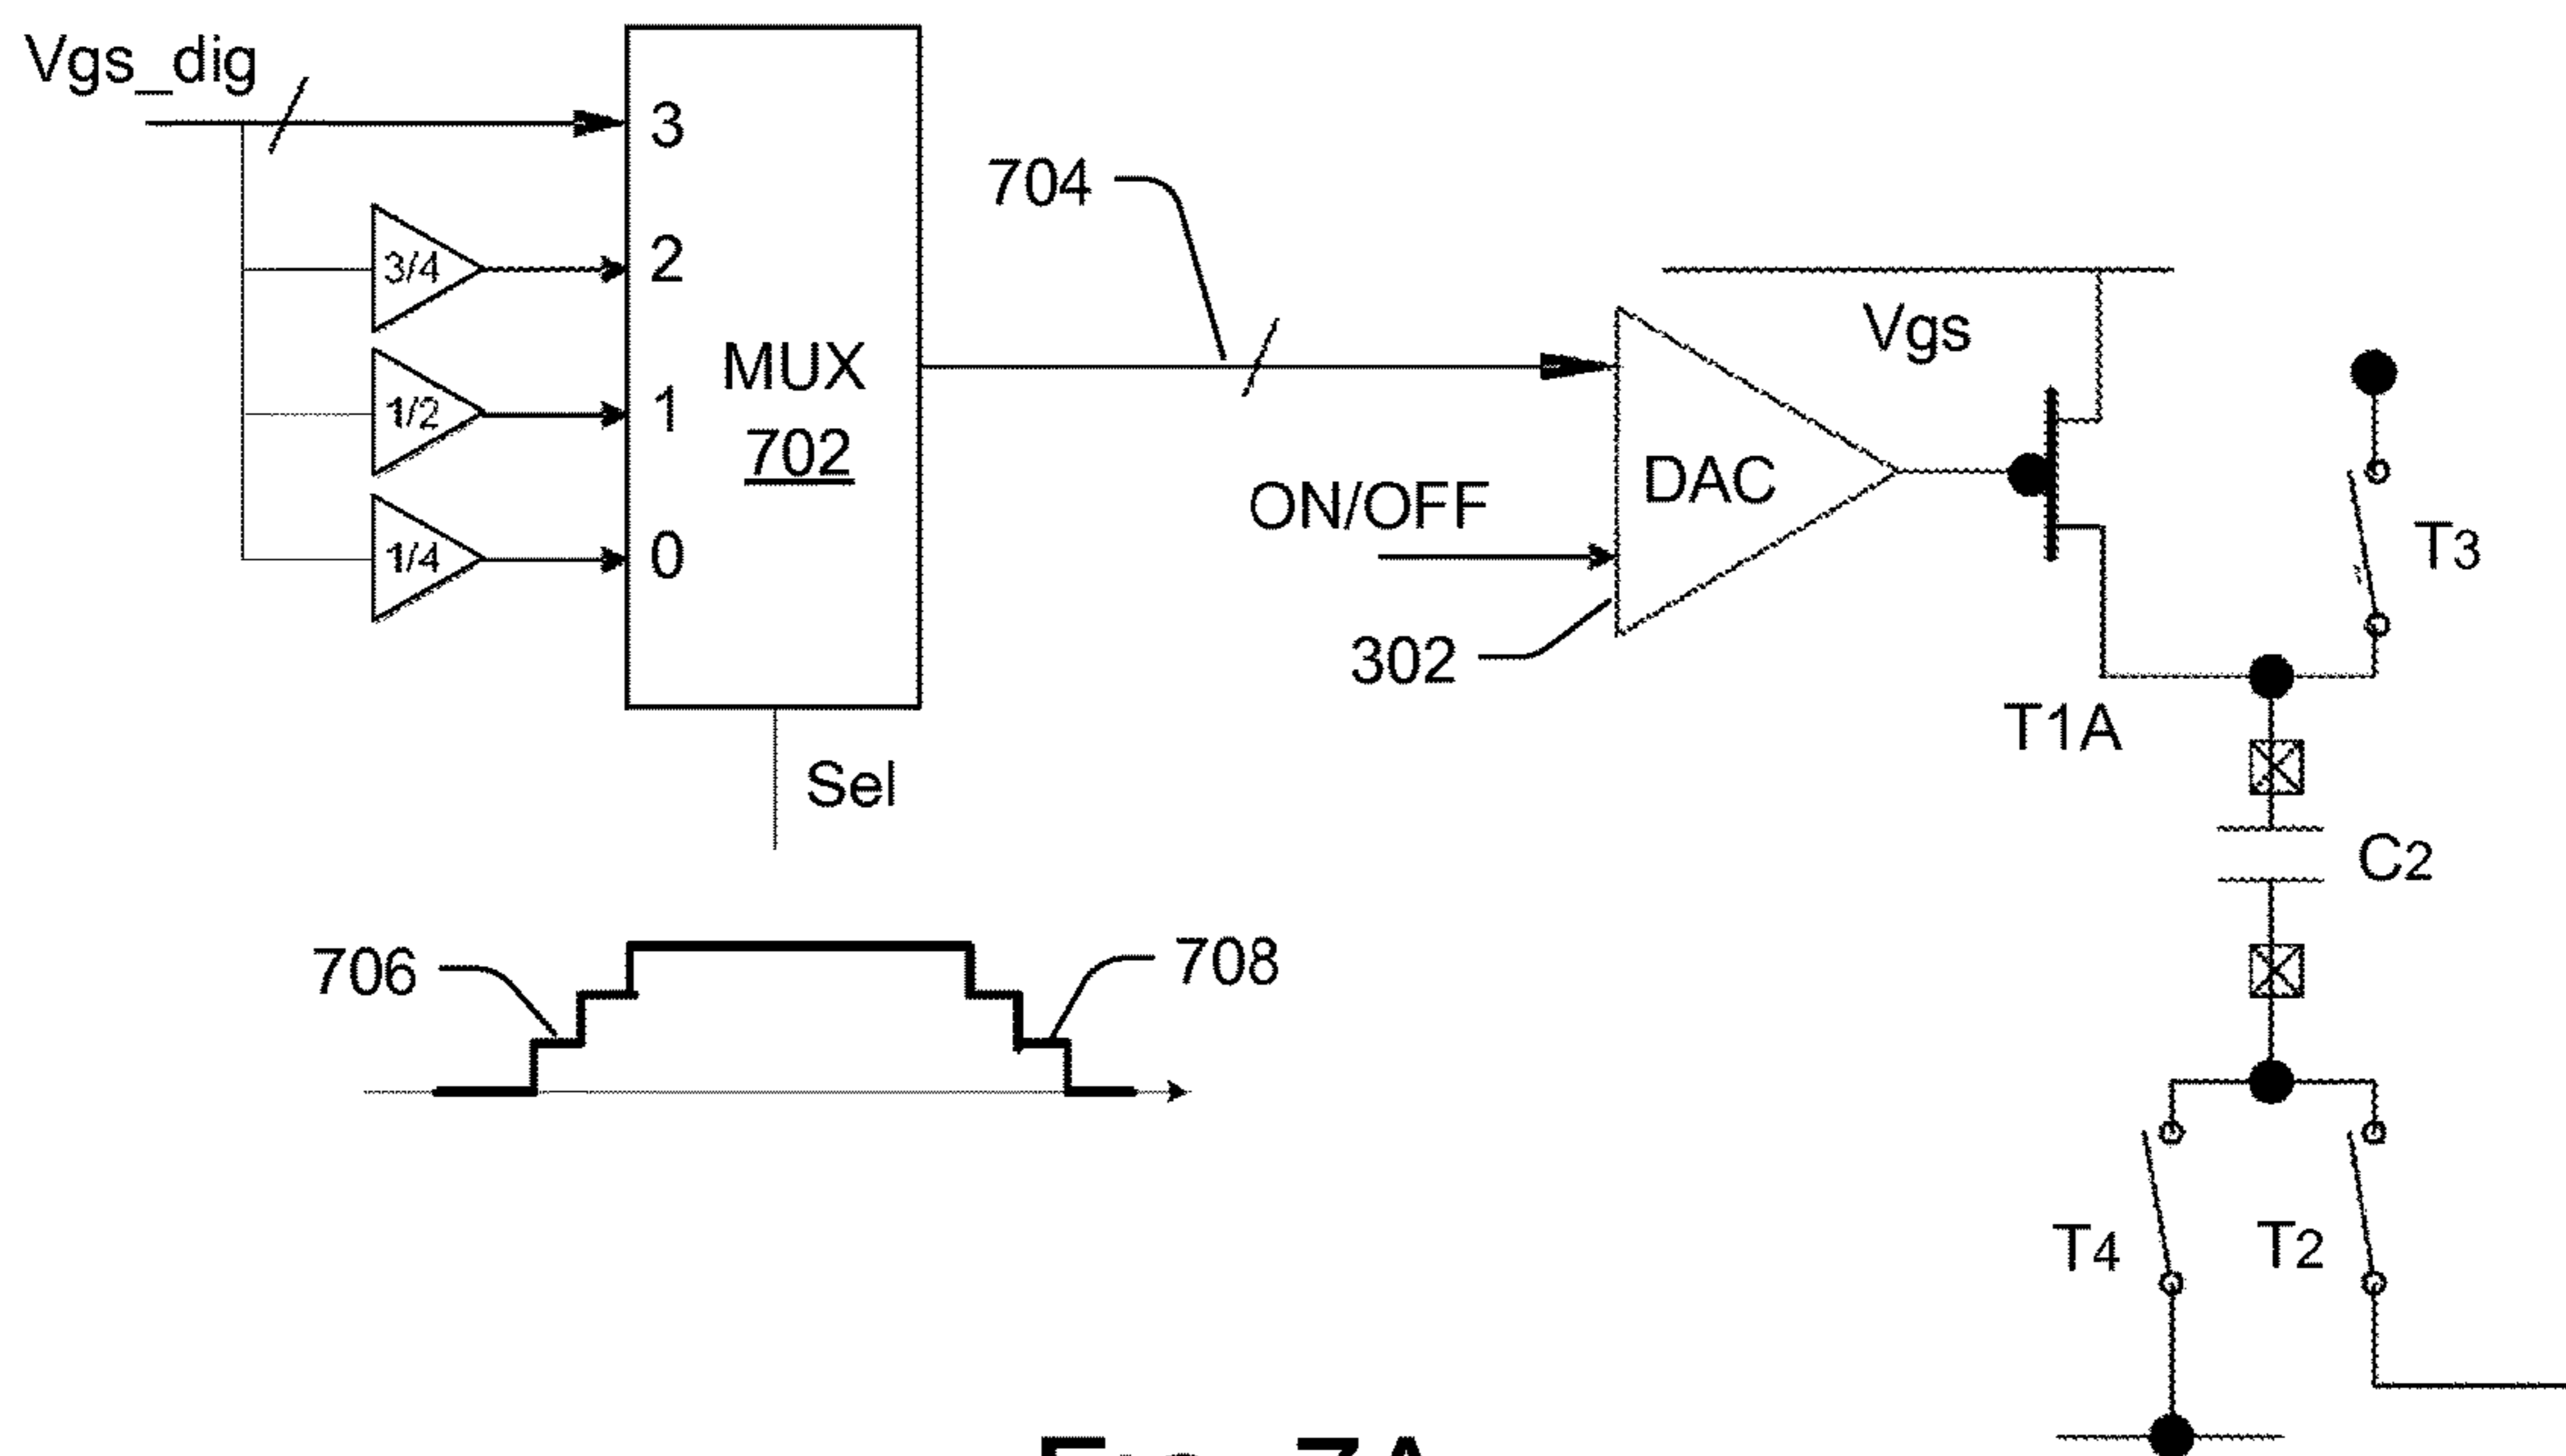 Vgs_dig
3
3/4
2
1/2
1
1/4
0
MUX
702
Sel
704
Vgs
DAC
ON/OFF
302
T3
T1A
C2
706
708
T4
T2